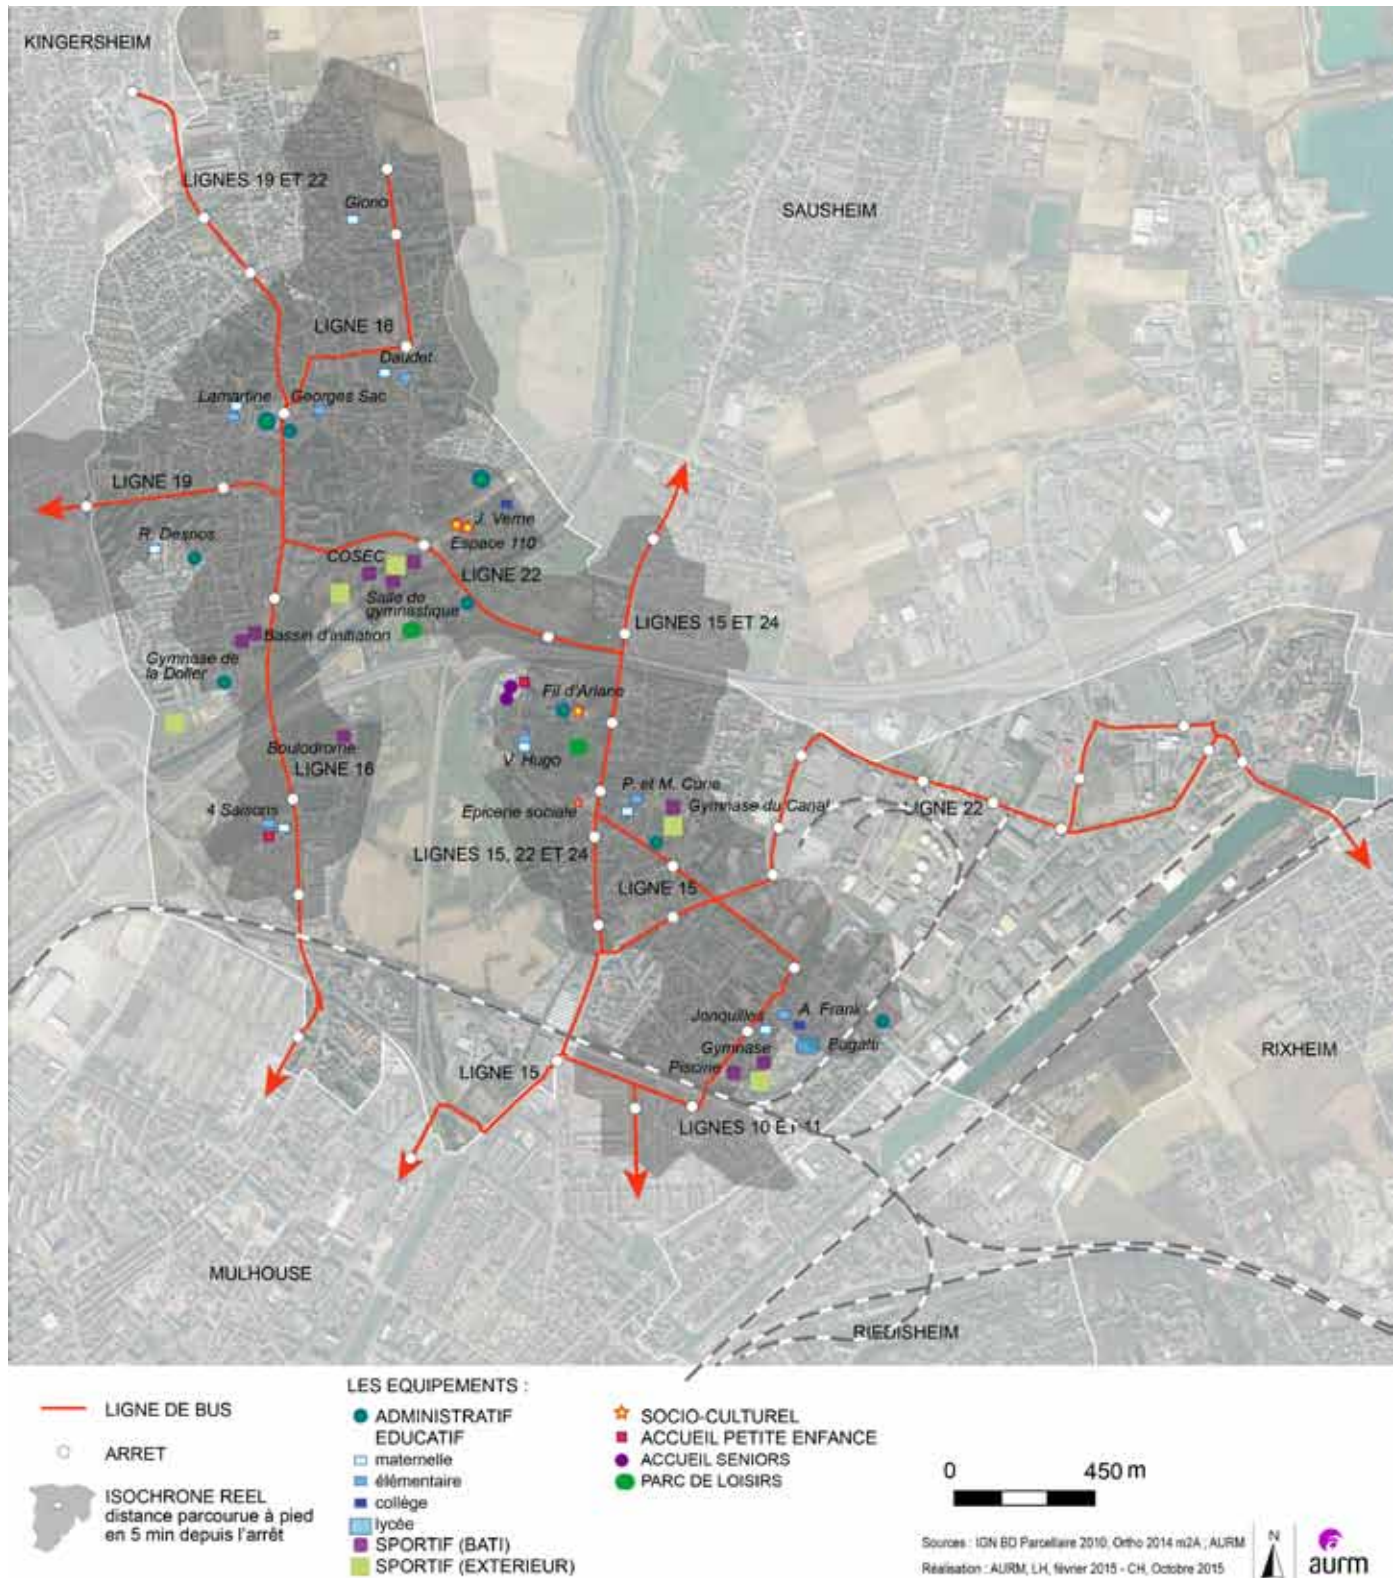 KINGERSHEIM
LIGNES 19 ET 22
Giono
SAUSHEIM
LIGNE 16
Daudet
Lamartine
Georges Sac
LIGNE 19
R. Desnos
J. Verne
Espace 110
COSEC
LIGNE 22
Salle de
gymnastique
LIGNES 15 ET 24
Bassin d'initiation
Gymnase de
la Doller
Fil d'Ariane
Boulodrome
LIGNE 16
V. Hugo
P. et M. Curie
4 Saisons
Epicerie sociale
Gymnase du Canal
LIGNE 22
LIGNES 15, 22 ET 24
LIGNE 15
Jonquilles
A. Frank
Gymnase
Bugatti
Piscine
RIXHEIM
LIGNE 15
LIGNES 10 ET 11
MULHOUSE
RIEDISHEIM
LIGNE DE BUS
ARRET
ISOCHRONE REEL
distance parcourue à pied
en 5 min depuis l'arrêt
LES EQUIPEMENTS :
ADMINISTRATIF
EDUCATIF
maternelle
élémentaire
collège
lycée
SPORTIF (BATI)
SPORTIF (EXTERIEUR)
SOCIO-CULTUREL
ACCUEIL PETITE ENFANCE
ACCUEIL SENIORS
PARC DE LOISIRS
0 450 m
Sources : IGN BD Parcellaire 2010, Ortho 2014 m2A ; AURM
Réalisation : AURM, LH, février 2015 - CH, Octobre 2015
N
aurm